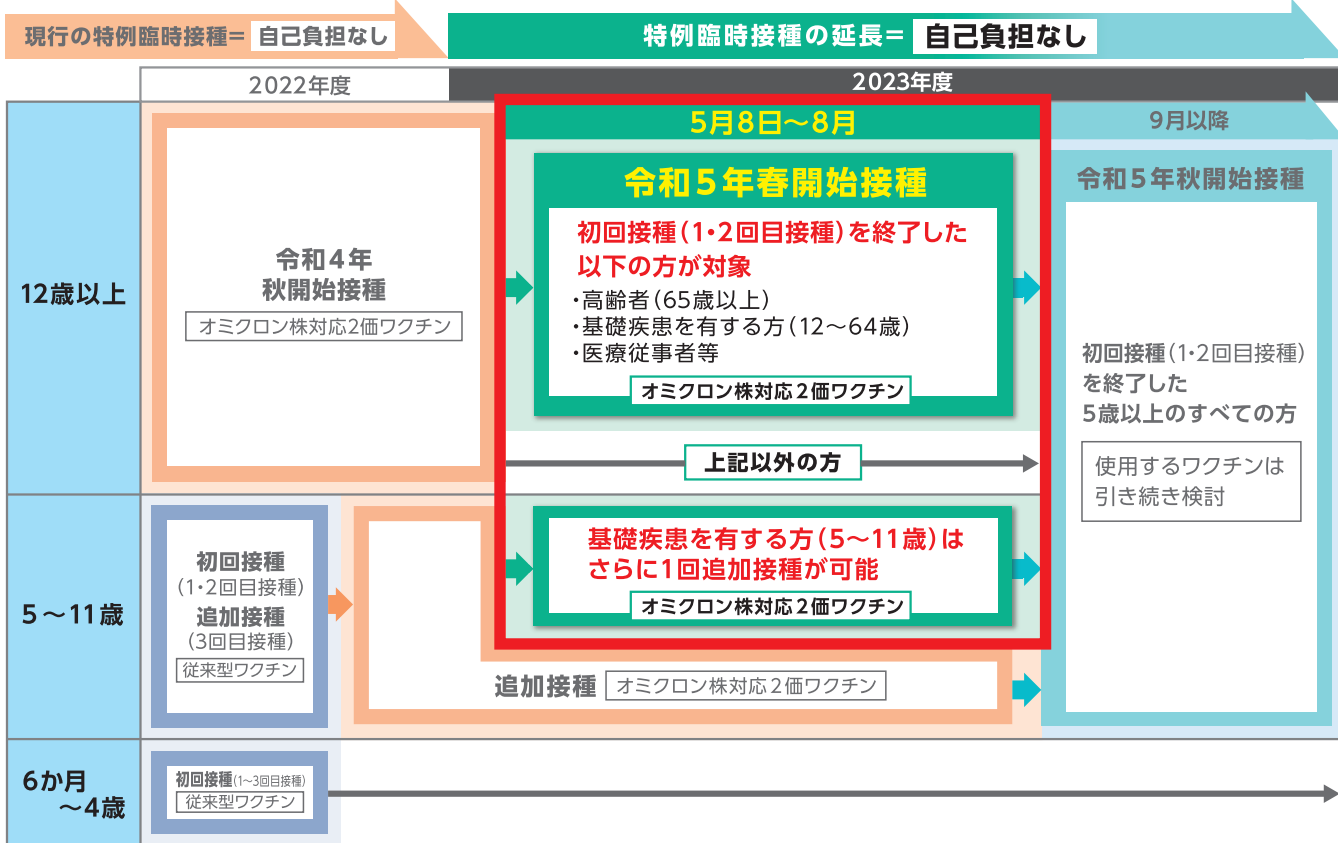 現行の特例臨時接種= 自己負担なし
特例臨時接種の延長= 自己負担なし
2022年度
2023年度
5月8日〜8月
9月以降
12歳以上
令和4年
秋開始接種
オミクロン株対応2価ワクチン
令和5年春開始接種
初回接種(1・2回目接種)を終了した
以下の方が対象
・高齢者(65歳以上)
・基礎疾患を有する方(12〜64歳)
・医療従事者等
オミクロン株対応2価ワクチン
上記以外の方
令和5年秋開始接種
初回接種(1・2回目接種)
を終了した
5歳以上のすべての方
使用するワクチンは
引き続き検討
5〜11歳
初回接種
(1・2回目接種)
追加接種
(3回目接種)
従来型ワクチン
基礎疾患を有する方(5〜11歳)は
さらに1回追加接種が可能
オミクロン株対応2価ワクチン
追加接種 オミクロン株対応2価ワクチン
6か月
〜4歳
初回接種(1〜3回目接種)
従来型ワクチン